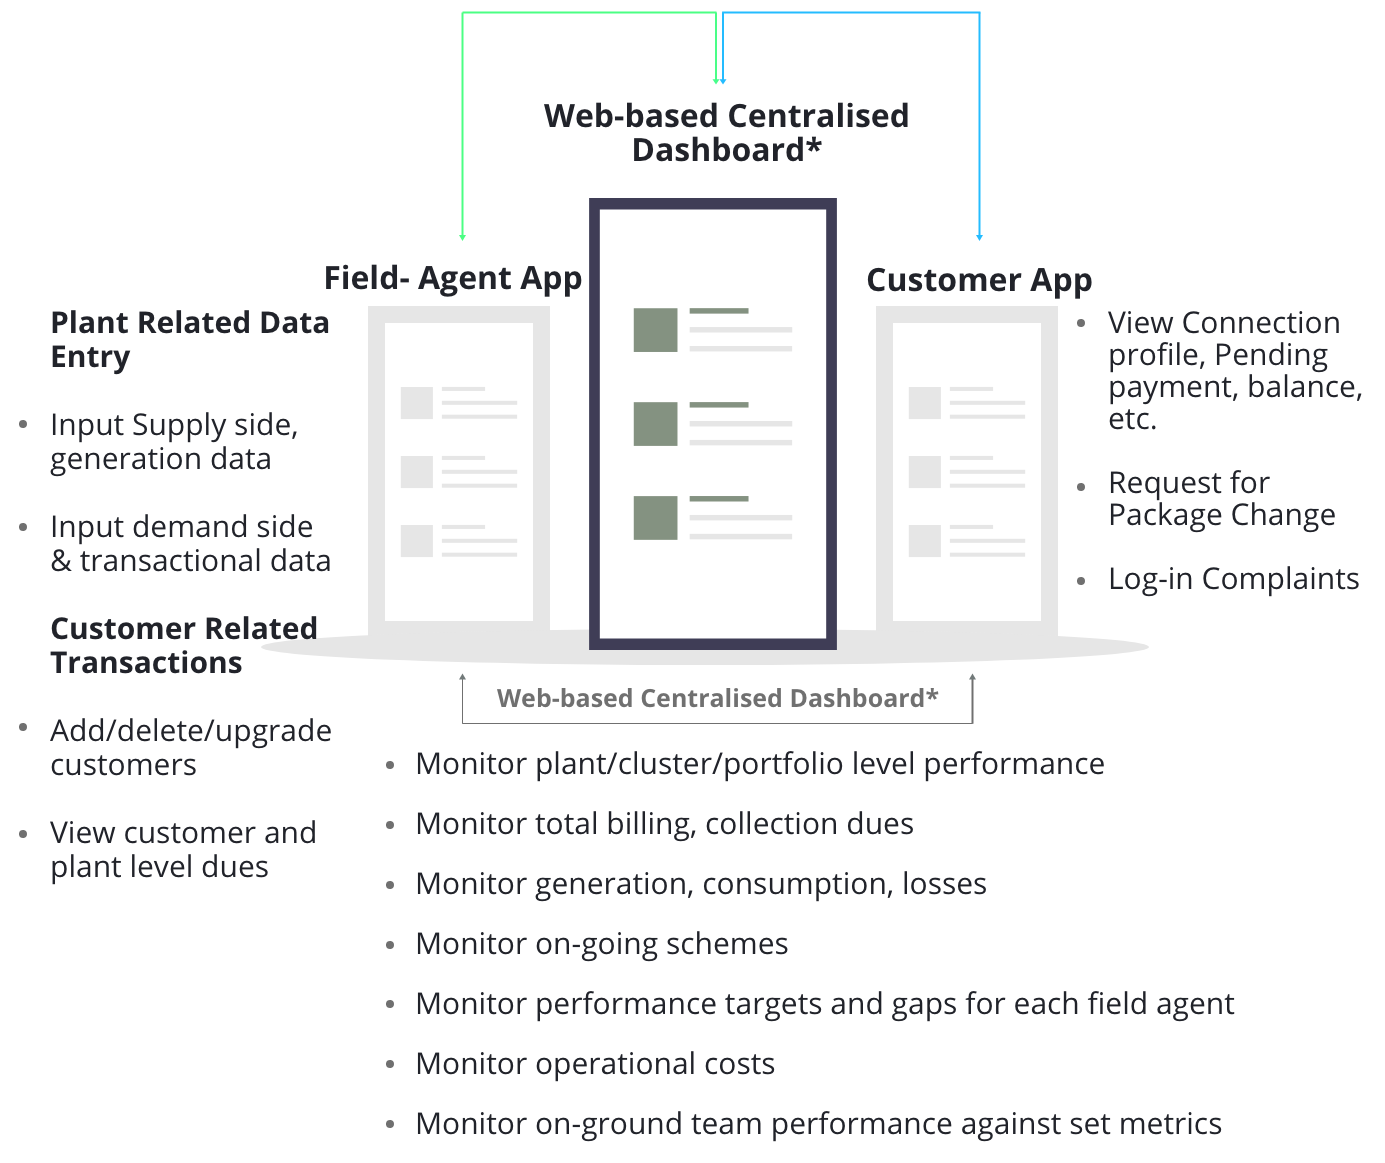 Web-based Centralised
Dashboard*
Field- Agent App
Customer App
Plant Related Data
Entry
Input Supply side,
generation data
Input demand side
& transactional data
Customer Related
Transactions
Add/delete/upgrade
customers
View customer and
plant level dues
View Connection
profile, Pending
payment, balance,
etc.
Request for
Package Change
Log-in Complaints
Web-based Centralised Dashboard*
Monitor plant/cluster/portfolio level performance
Monitor total billing, collection dues
Monitor generation, consumption, losses
Monitor on-going schemes
Monitor performance targets and gaps for each field agent
Monitor operational costs
Monitor on-ground team performance against set metrics